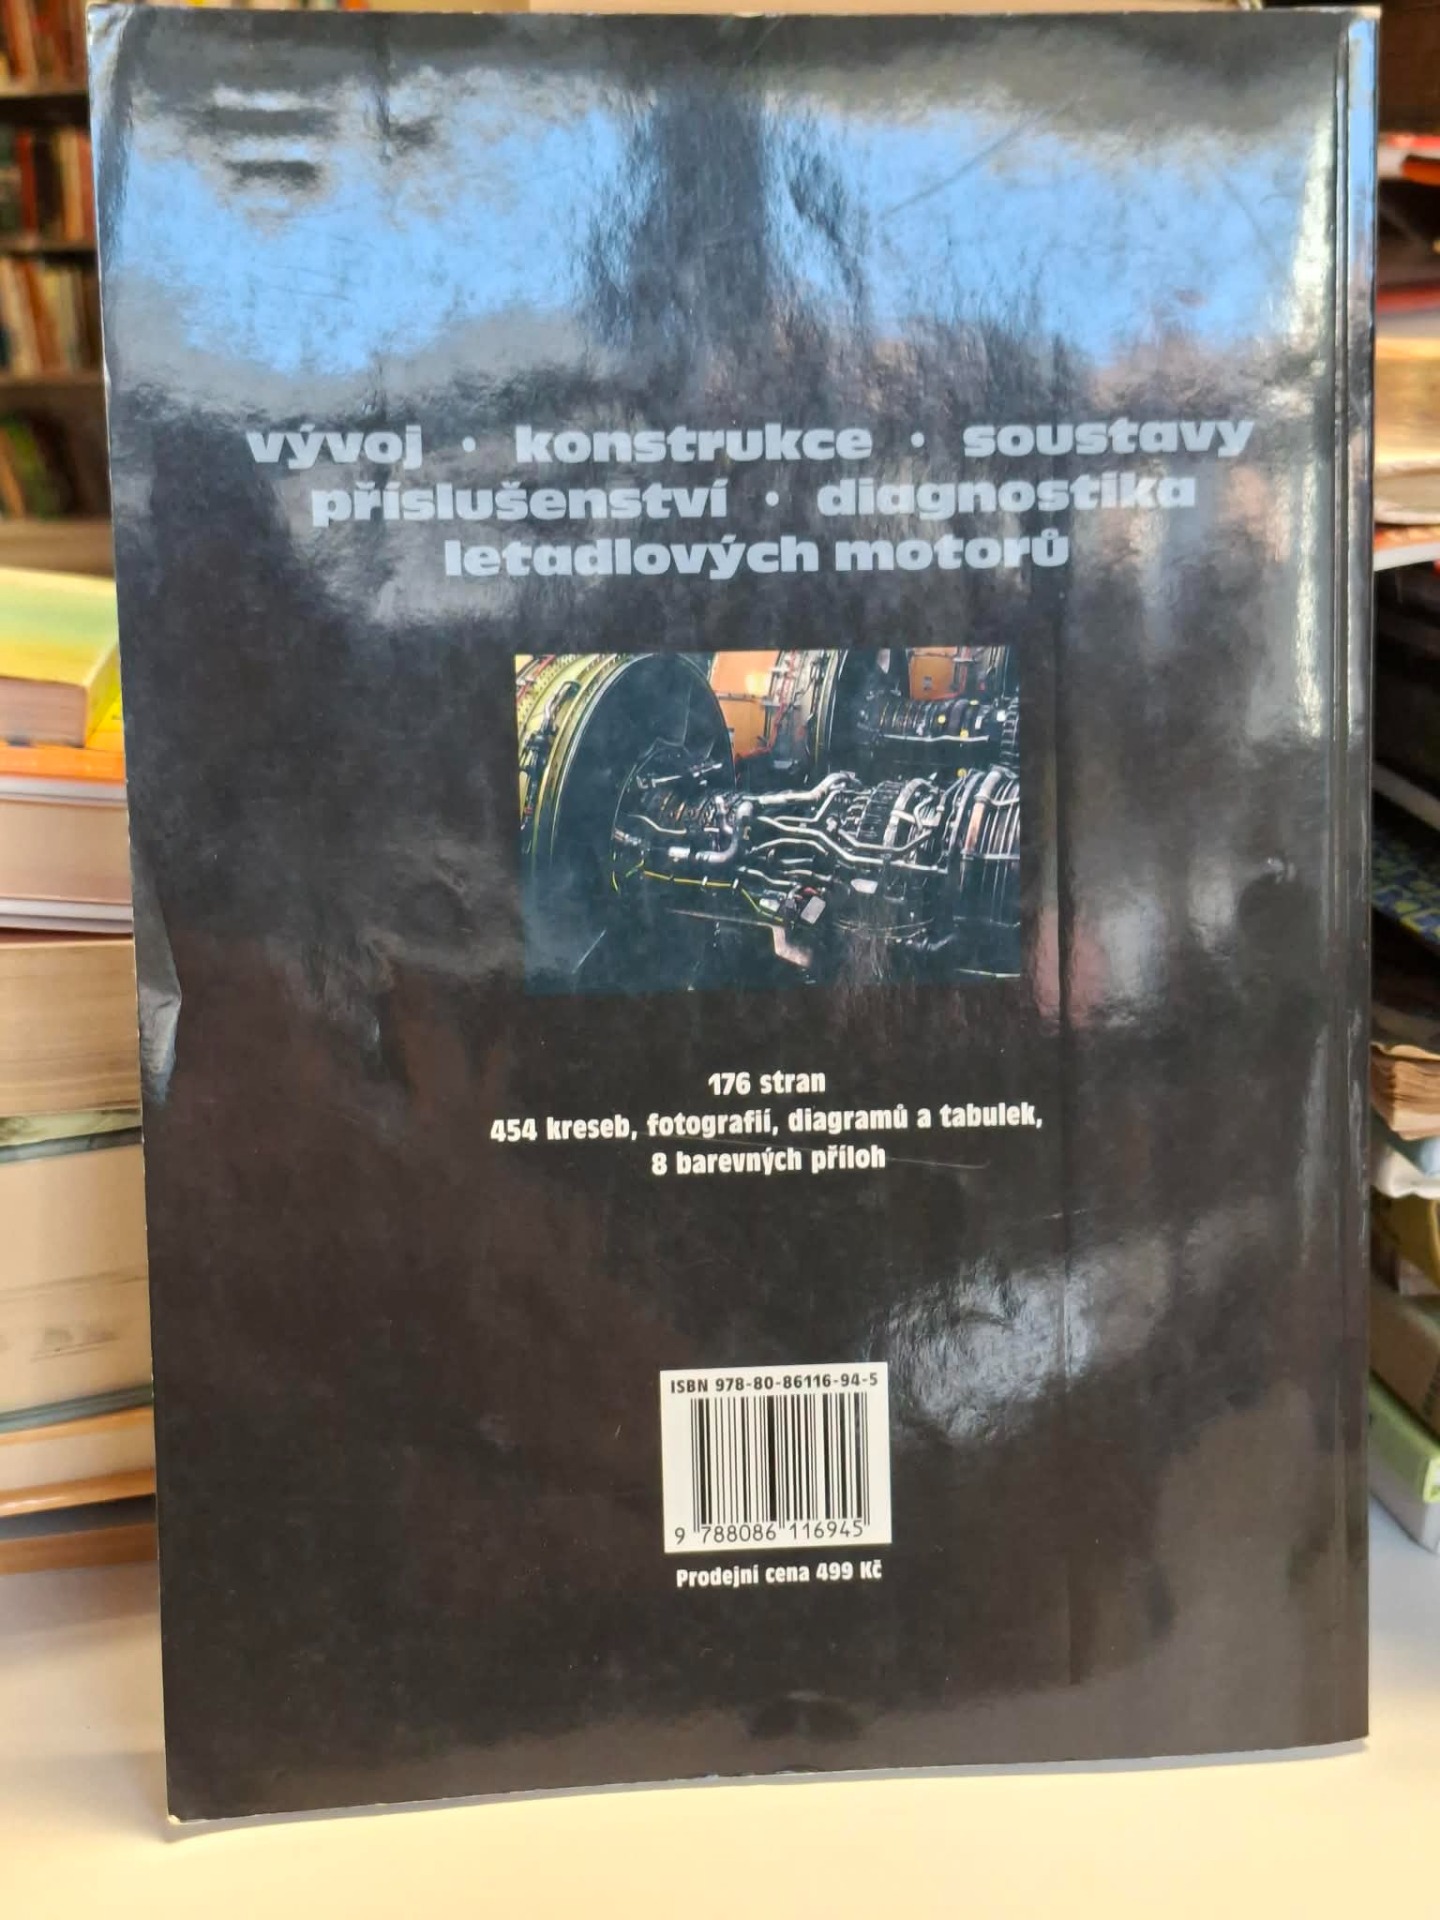 vývoj • konstrukce • soustavy
příslušenství • diagnostika
letadlových motorů
176 stran
454 kreseb, fotografií, diagramů a tabulek,
8 barevných příloh
ISBN 978-80-86116-94-5
9 788086 116945
Prodejní cena 499 Kč